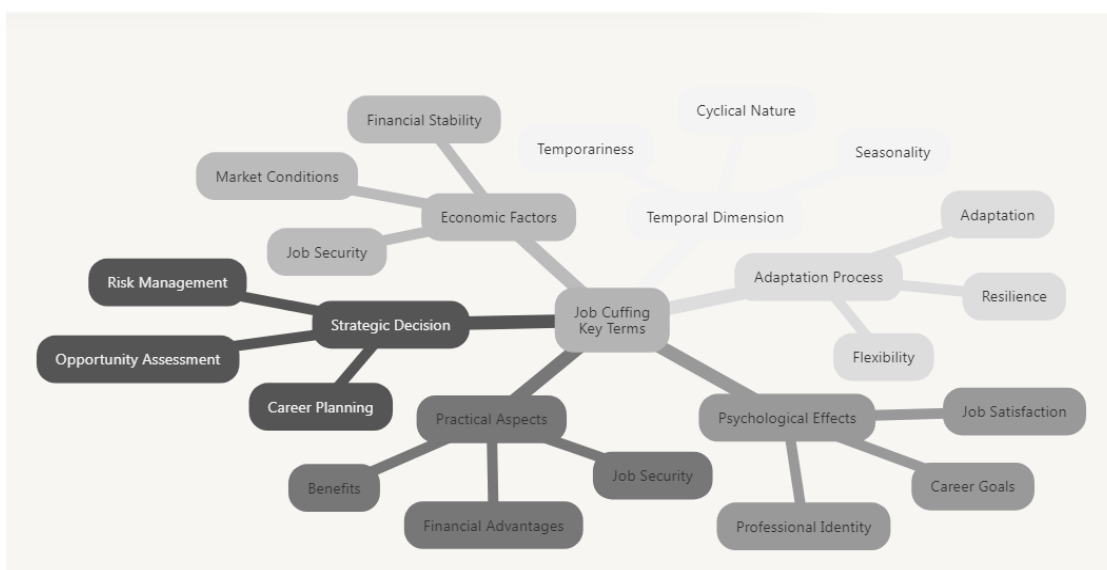 Cyclical Nature
Financial Stability
Temporariness
Seasonality
Market Conditions
Economic Factors
Temporal Dimension
Adaptation
Job Security
Risk Management
Adaptation Process
Resilience
Job Cuffing
Key Terms
Strategic Decision
Opportunity Assessment
Flexibility
Career Planning
Practical Aspects
Psychological Effects
Job Satisfaction
Benefits
Job Security
Career Goals
Financial Advantages
Professional Identity